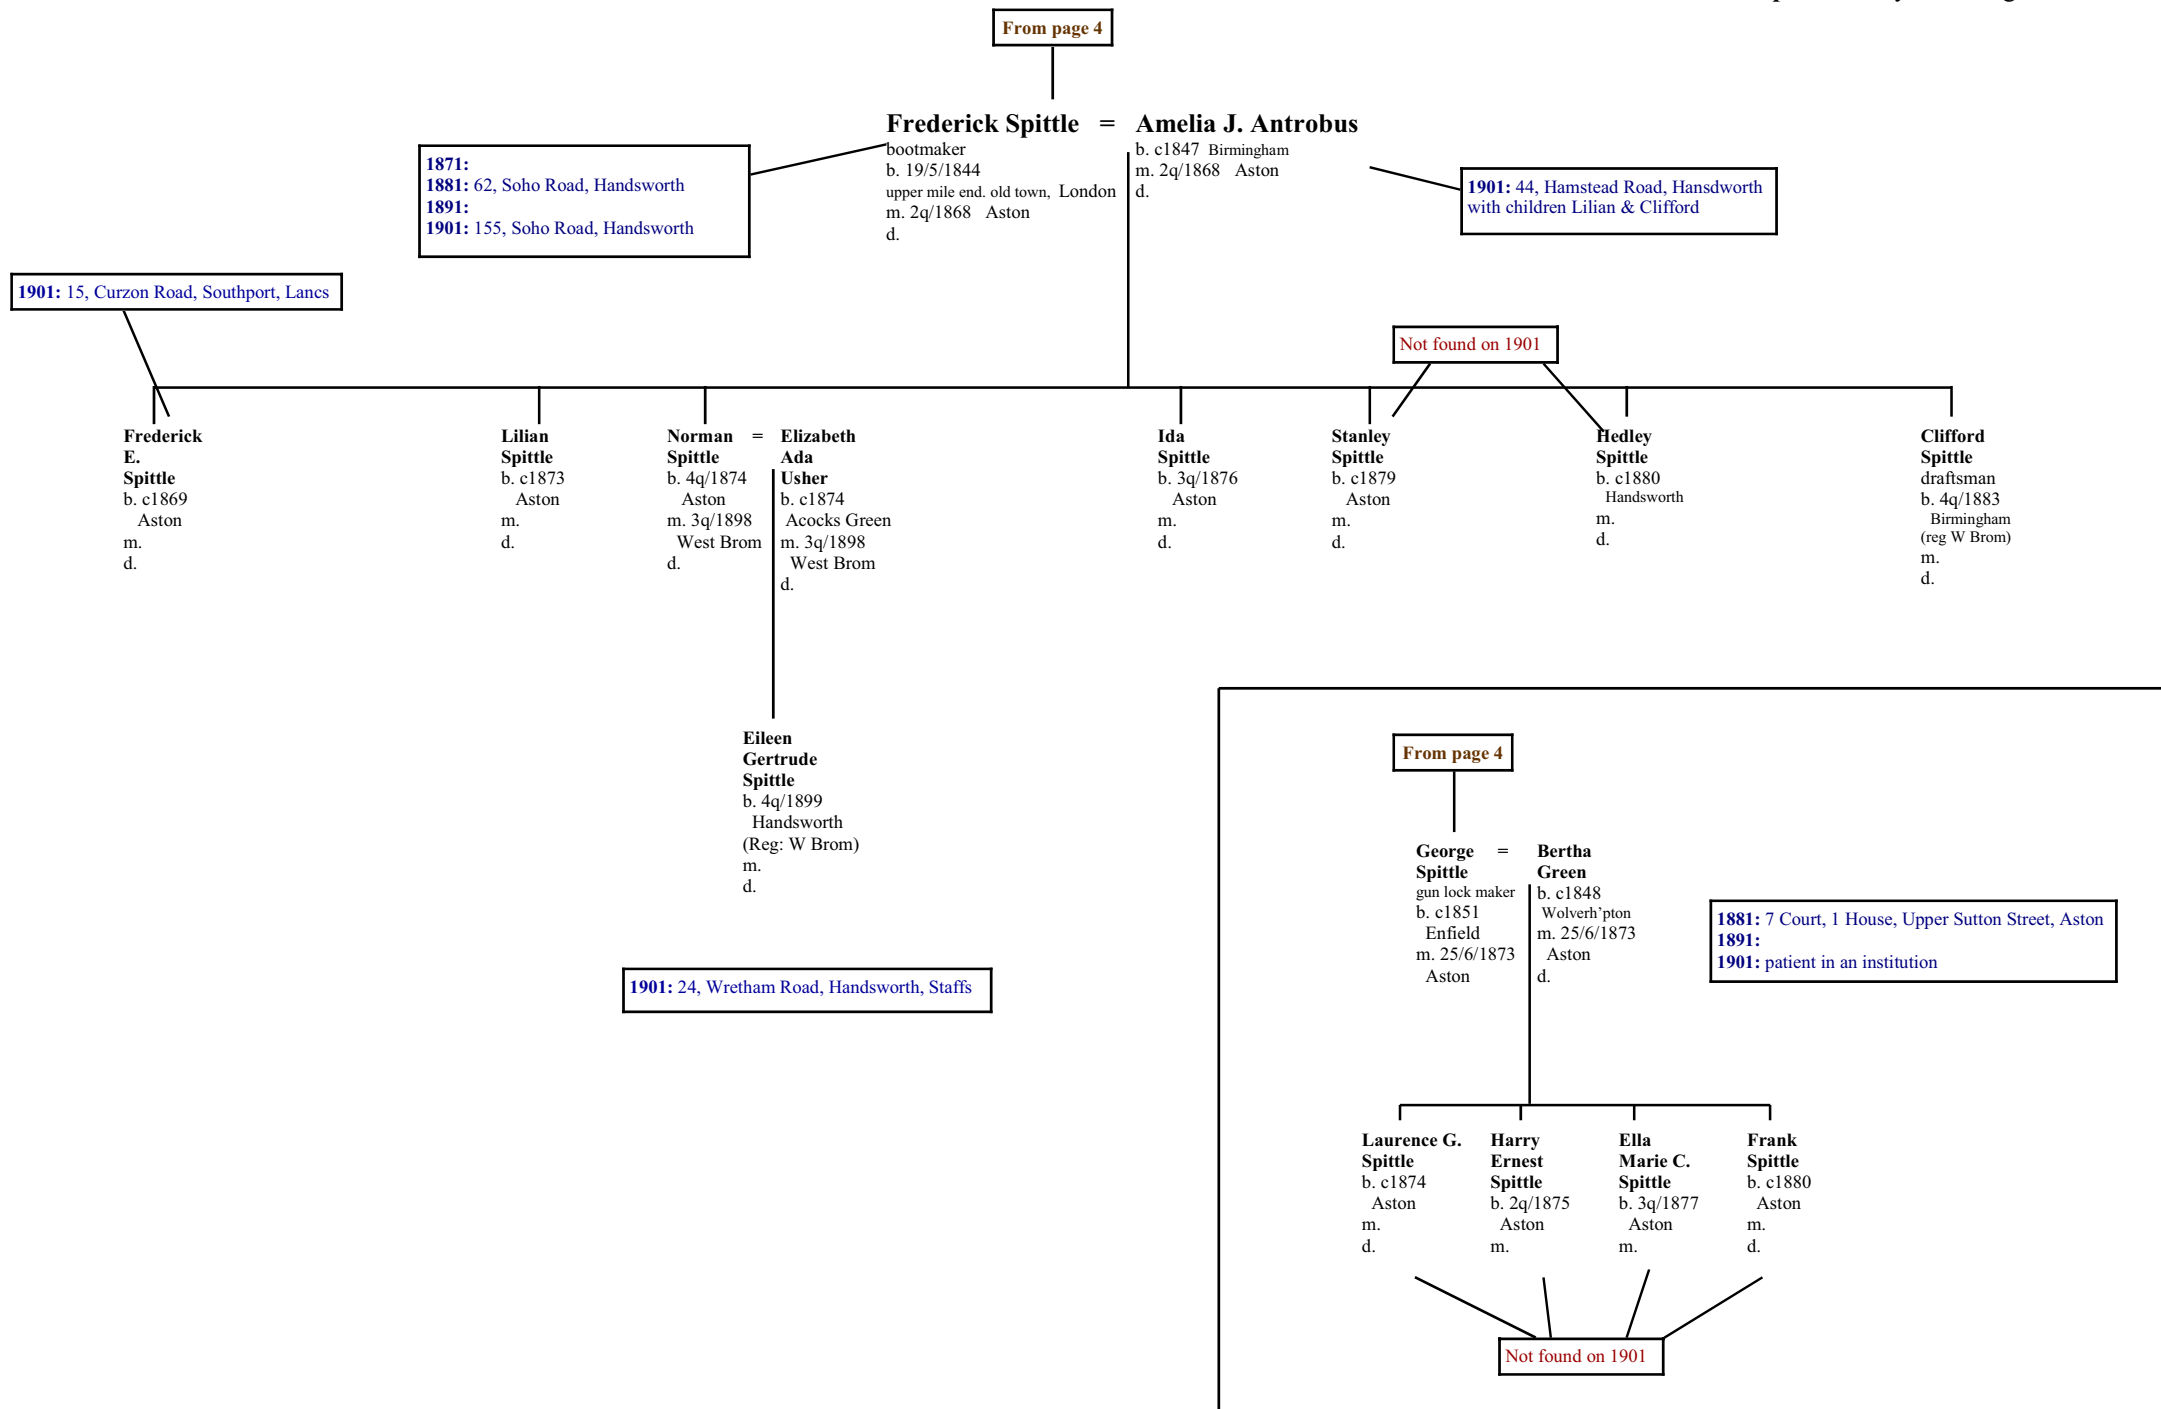 From page 4
Frederick Spittle = Amelia J. Antrobus
bootmaker
b. 19/5/1844
upper mile end. old town, London
m. 2q/1868 Aston
d.
b. c1847 Birmingham
m. 2q/1868 Aston
d.
1871:
1881: 62, Soho Road, Handsworth
1891:
1901: 155, Soho Road, Handsworth
1901: 44, Hamstead Road, Hansdworth
with children Lilian & Clifford
1901: 15, Curzon Road, Southport, Lancs
Not found on 1901
Frederick
E.
Spittle
b. c1869
Aston
m.
d.
Lilian
Spittle
b. c1873
Aston
m.
d.
Norman =
Spittle
b. 4q/1874
Aston
m. 3q/1898
West Brom
d.
Elizabeth
Ada
Usher
b. c1874
Acocks Green
m. 3q/1898
West Brom
d.
Ida
Spittle
b. 3q/1876
Aston
m.
d.
Stanley
Spittle
b. c1879
Aston
m.
d.
Hedley
Spittle
b. c1880
Handsworth
m.
d.
Clifford
Spittle
draftsman
b. 4q/1883
Birmingham
(reg W Brom)
m.
d.
Eileen
Gertrude
Spittle
b. 4q/1899
Handsworth
(Reg: W Brom)
m.
d.
1901: 24, Wretham Road, Handsworth, Staffs
From page 4
George =
Spittle
gun lock maker
b. c1851
Enfield
m. 25/6/1873
Aston
Bertha
Green
b. c1848
Wolverh’pton
m. 25/6/1873
Aston
d.
1881: 7 Court, 1 House, Upper Sutton Street, Aston
1891:
1901: patient in an institution
Laurence G.
Spittle
b. c1874
Aston
m.
d.
Harry
Ernest
Spittle
b. 2q/1875
Aston
m.
Ella
Marie C.
Spittle
b. 3q/1877
Aston
m.
Frank
Spittle
b. c1880
Aston
m.
d.
Not found on 1901